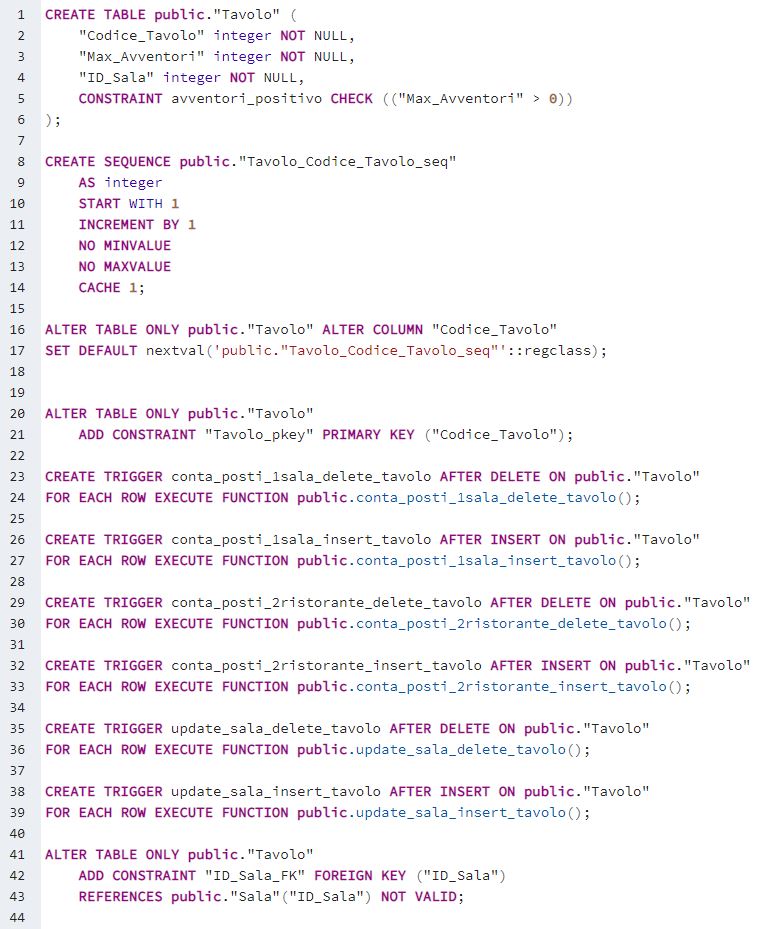 1 CREATE TABLE public."Tavolo" (
2 "Codice_Tavolo" integer NOT NULL,
3 "Max_Avventori" integer NOT NULL,
4 "ID_Sala" integer NOT NULL,
5 CONSTRAINT avventori_positivo CHECK (("Max_Avventori" > 0))
6 );
7
8 CREATE SEQUENCE public."Tavolo_Codice_Tavolo_seq"
9 AS integer
10 START WITH 1
11 INCREMENT BY 1
12 NO MINVALUE
13 NO MAXVALUE
14 CACHE 1;
15
16 ALTER TABLE ONLY public."Tavolo" ALTER COLUMN "Codice_Tavolo"
17 SET DEFAULT nextval('public."Tavolo_Codice_Tavolo_seq"'::regclass);
18
19
20 ALTER TABLE ONLY public."Tavolo"
21 ADD CONSTRAINT "Tavolo_pkey" PRIMARY KEY ("Codice_Tavolo");
22
23 CREATE TRIGGER conta_posti_1sala_delete_tavolo AFTER DELETE ON public."Tavolo"
24 FOR EACH ROW EXECUTE FUNCTION public.conta_posti_1sala_delete_tavolo();
25
26 CREATE TRIGGER conta_posti_1sala_insert_tavolo AFTER INSERT ON public."Tavolo"
27 FOR EACH ROW EXECUTE FUNCTION public.conta_posti_1sala_insert_tavolo();
28
29 CREATE TRIGGER conta_posti_2ristorante_delete_tavolo AFTER DELETE ON public."Tavolo"
30 FOR EACH ROW EXECUTE FUNCTION public.conta_posti_2ristorante_delete_tavolo();
31
32 CREATE TRIGGER conta_posti_2ristorante_insert_tavolo AFTER INSERT ON public."Tavolo"
33 FOR EACH ROW EXECUTE FUNCTION public.conta_posti_2ristorante_insert_tavolo();
34
35 CREATE TRIGGER update_sala_delete_tavolo AFTER DELETE ON public."Tavolo"
36 FOR EACH ROW EXECUTE FUNCTION public.update_sala_delete_tavolo();
37
38 CREATE TRIGGER update_sala_insert_tavolo AFTER INSERT ON public."Tavolo"
39 FOR EACH ROW EXECUTE FUNCTION public.update_sala_insert_tavolo();
40
41 ALTER TABLE ONLY public."Tavolo"
42 ADD CONSTRAINT "ID_Sala_FK" FOREIGN KEY ("ID_Sala")
43 REFERENCES public."Sala"("ID_Sala") NOT VALID;
44